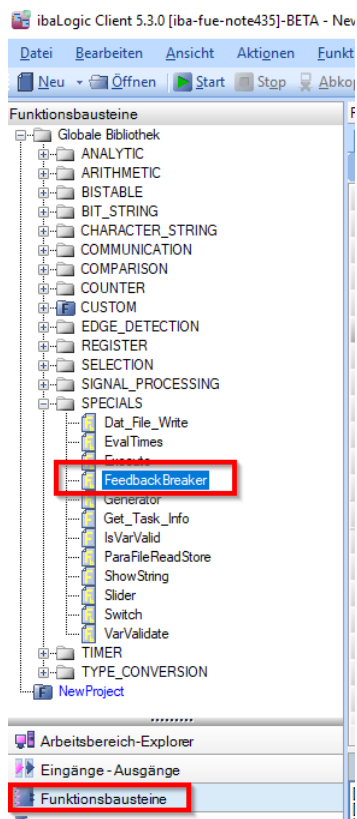 ibaLogic Client 5.3.0 [iba-fue-note435]-BETA - Nev
Datei Bearbeiten Ansicht Aktionen Funkt
Neu Öffnen Start Stop Abkop
Funktionsbausteine
Globale Bibliothek
ANALYTIC
ARITHMETIC
BISTABLE
BIT_STRING
CHARACTER_STRING
COMMUNICATION
COMPARISON
COUNTER
CUSTOM
EDGE_DETECTION
REGISTER
SELECTION
SIGNAL_PROCESSING
SPECIALS
Dat_File_Write
EvalTimes
Execute
FeedbackBreaker
Generator
Get_Task_Info
IsVarValid
ParaFileReadStore
ShowString
Slider
Switch
VarValidate
TIMER
TYPE_CONVERSION
NewProject
Arbeitsbereich-Explorer
Eingänge - Ausgänge
Funktionsbausteine